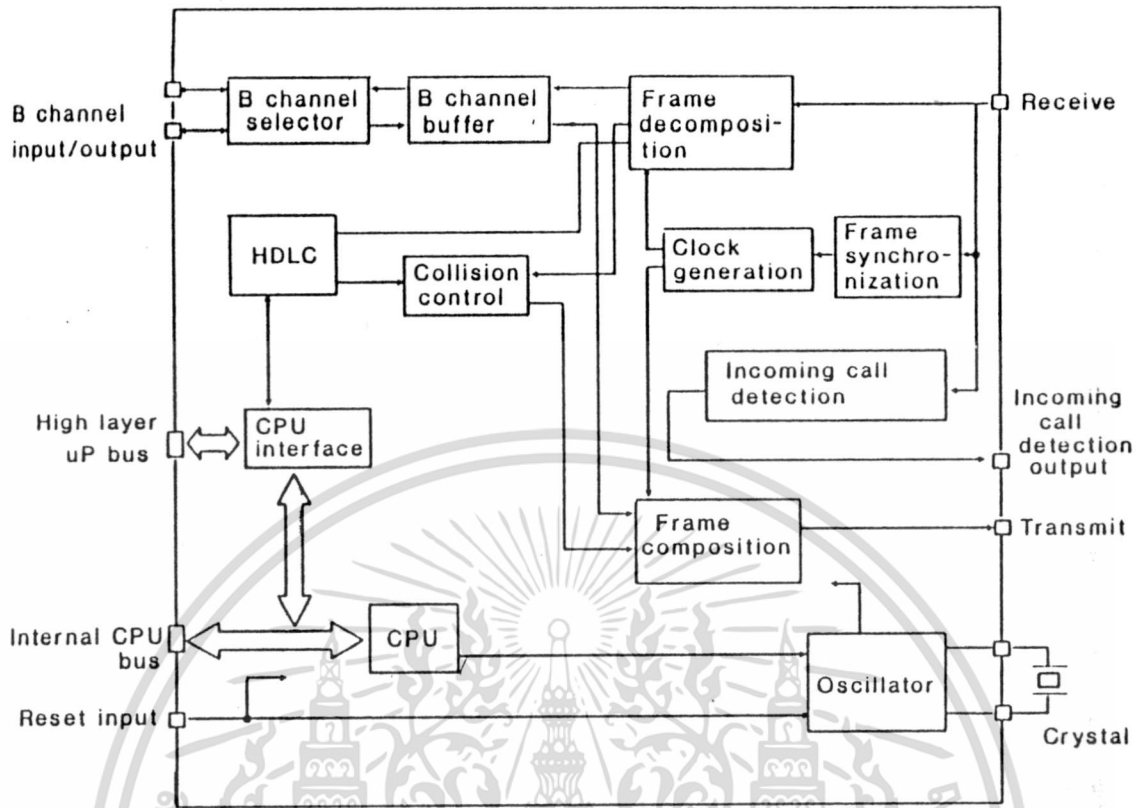 B channel
input/output
B channel
selector
B channel
buffer
Frame
decomposi-
tion
Receive
HDLC
Collision
control
Clock
generation
Frame
synchro-
nization
Incoming call
detection
Incoming
call
detection
output
High layer
uP bus
CPU
interface
Frame
composition
Transmit
Internal CPU
bus
CPU
Oscillator
Reset input
Crystal